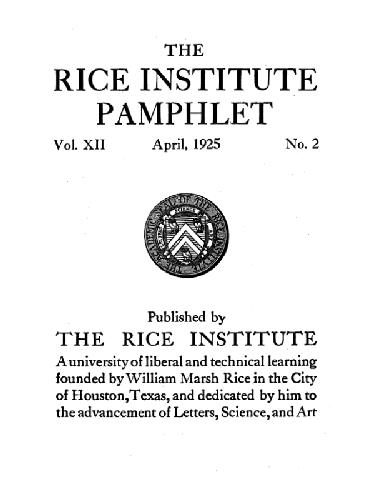 THE
RICE INSTITUTE
PAMPHLET
Vol. XII April, 1925 No. 2
Published by
THE RICE INSTITUTE
A university of liberal and technical learning
founded by William Marsh Rice in the City
of Houston, Texas, and dedicated by him to
the advancement of Letters, Science, and Art